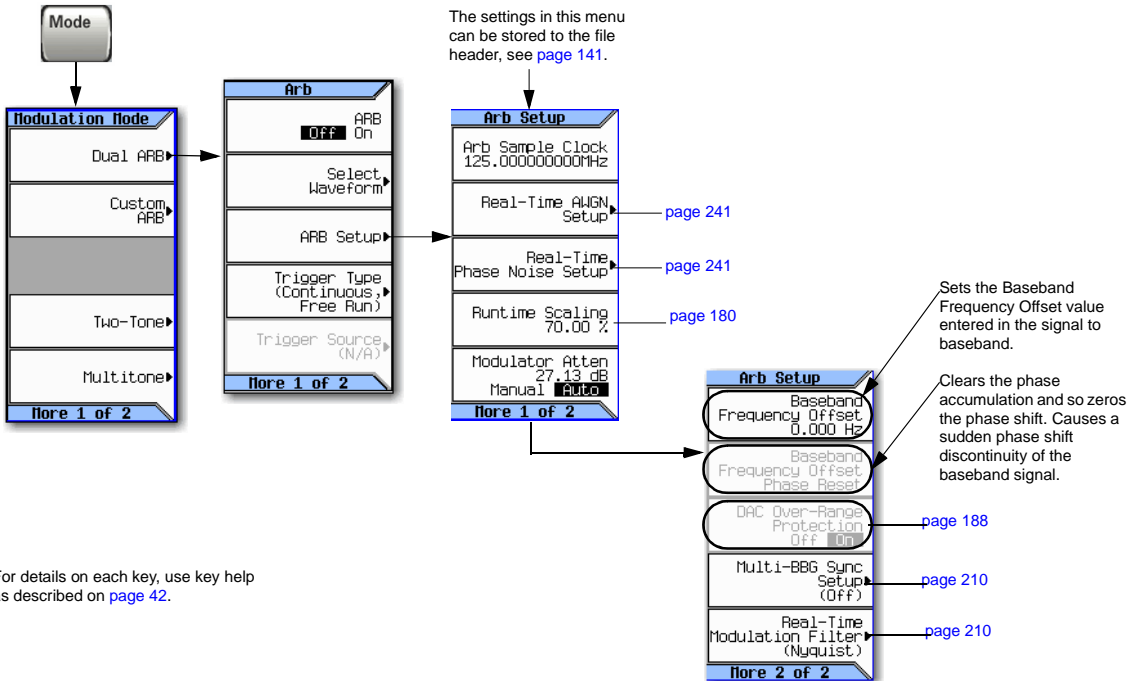 Mode
The settings in this menu
can be stored to the file
header, see page 141.
Modulation Mode
Dual ARB
Custom
ARB
Two-Tone
Multitone
More 1 of 2
Arb
ARB
Off On
Select
Waveform
ARB Setup
Trigger Type
(Continuous,
Free Run)
Trigger Source
(N/A)
More 1 of 2
Arb Setup
Arb Sample Clock
125.000000000MHz
Real-Time AWGN
Setup
page 241
Real-Time
Phase Noise Setup
page 241
Runtime Scaling
70.00 %
page 180
Modulator Atten
27.13 dB
Manual Auto
More 1 of 2
Arb Setup
Baseband
Frequency Offset
0.000 Hz
Sets the Baseband
Frequency Offset value
entered in the signal to
baseband.
Baseband
Frequency Offset
Phase Reset
Clears the phase
accumulation and so zeros
the phase shift. Causes a
sudden phase shift
discontinuity of the
baseband signal.
DAC Over-Range
Protection
Off On
page 188
Multi-BBG Sync
Setup
(Off)
page 210
Real-Time
Modulation Filter
(Nyquist)
page 210
More 2 of 2
For details on each key, use key help
as described on page 42.